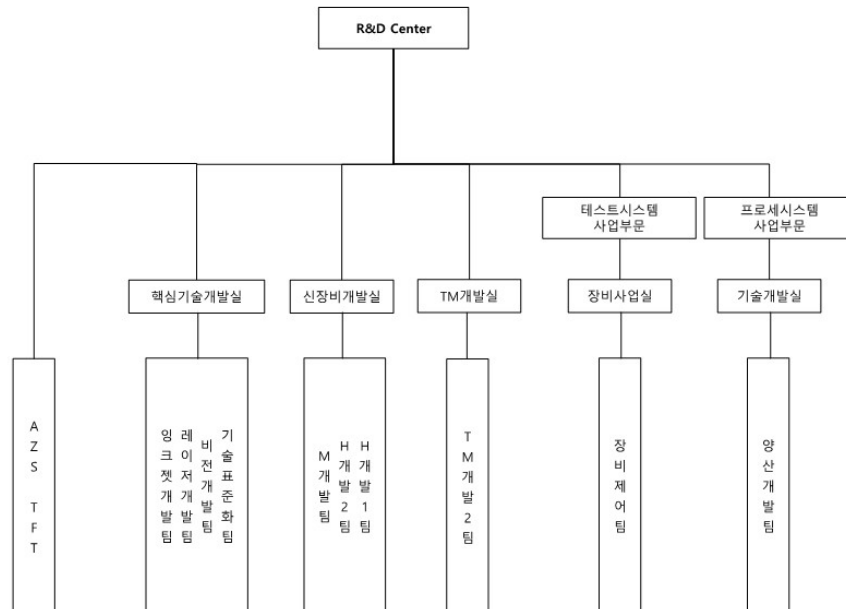 R&D Center
테스트시스템
사업부문
프로세시스템
사업부문
핵심기술개발실
신장비개발실
TM개발실
장비사업실
기술개발실
AZS TFT
기술표준화팀
비전개발팀
레이저개발팀
잉크젯개발팀
H개발1팀
H개발2팀
M개발팀
TM개발2팀
장비제어팀
양산개발팀